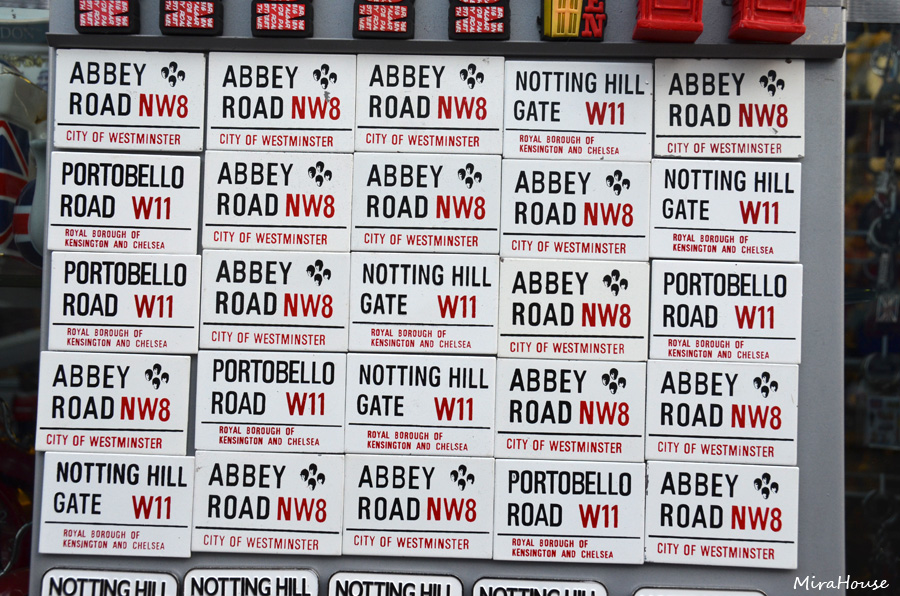 ABBEY
ROAD NW8
CITY OF WESTMINSTER
ABBEY
ROAD NW8
CITY OF WESTMINSTER
ABBEY
ROAD NW8
CITY OF WESTMINSTER
NOTTING HILL
GATE W11
ROYAL BOROUGH OF
KENSINGTON AND CHELSEA
ABBEY
ROAD NW8
CITY OF WESTMINSTER
PORTOBELLO
ROAD W11
ROYAL BOROUGH OF
KENSINGTON AND CHELSEA
ABBEY
ROAD NW8
CITY OF WESTMINSTER
ABBEY
ROAD NW8
CITY OF WESTMINSTER
ABBEY
ROAD NW8
CITY OF WESTMINSTER
NOTTING HILL
GATE W11
ROYAL BOROUGH OF
KENSINGTON AND CHELSEA
PORTOBELLO
ROAD W11
ROYAL BOROUGH OF
KENSINGTON AND CHELSEA
ABBEY
ROAD NW8
CITY OF WESTMINSTER
NOTTING HILL
GATE W11
ROYAL BOROUGH OF
KENSINGTON AND CHELSEA
ABBEY
ROAD NW8
CITY OF WESTMINSTER
PORTOBELLO
ROAD W11
ROYAL BOROUGH OF
KENSINGTON AND CHELSEA
ABBEY
ROAD NW8
CITY OF WESTMINSTER
PORTOBELLO
ROAD W11
ROYAL BOROUGH OF
KENSINGTON AND CHELSEA
NOTTING HILL
GATE W11
ROYAL BOROUGH OF
KENSINGTON AND CHELSEA
ABBEY
ROAD NW8
CITY OF WESTMINSTER
ABBEY
ROAD NW8
CITY OF WESTMINSTER
NOTTING HILL
GATE W11
ROYAL BOROUGH OF
KENSINGTON AND CHELSEA
ABBEY
ROAD NW8
CITY OF WESTMINSTER
ABBEY
ROAD NW8
CITY OF WESTMINSTER
PORTOBELLO
ROAD W11
ROYAL BOROUGH OF
KENSINGTON AND CHELSEA
ABBEY
ROAD NW8
CITY OF WESTMINSTER
NOTTING HILL
NOTTING HILL
NOTTING HILL
NOTTING HILL
MiraHouse